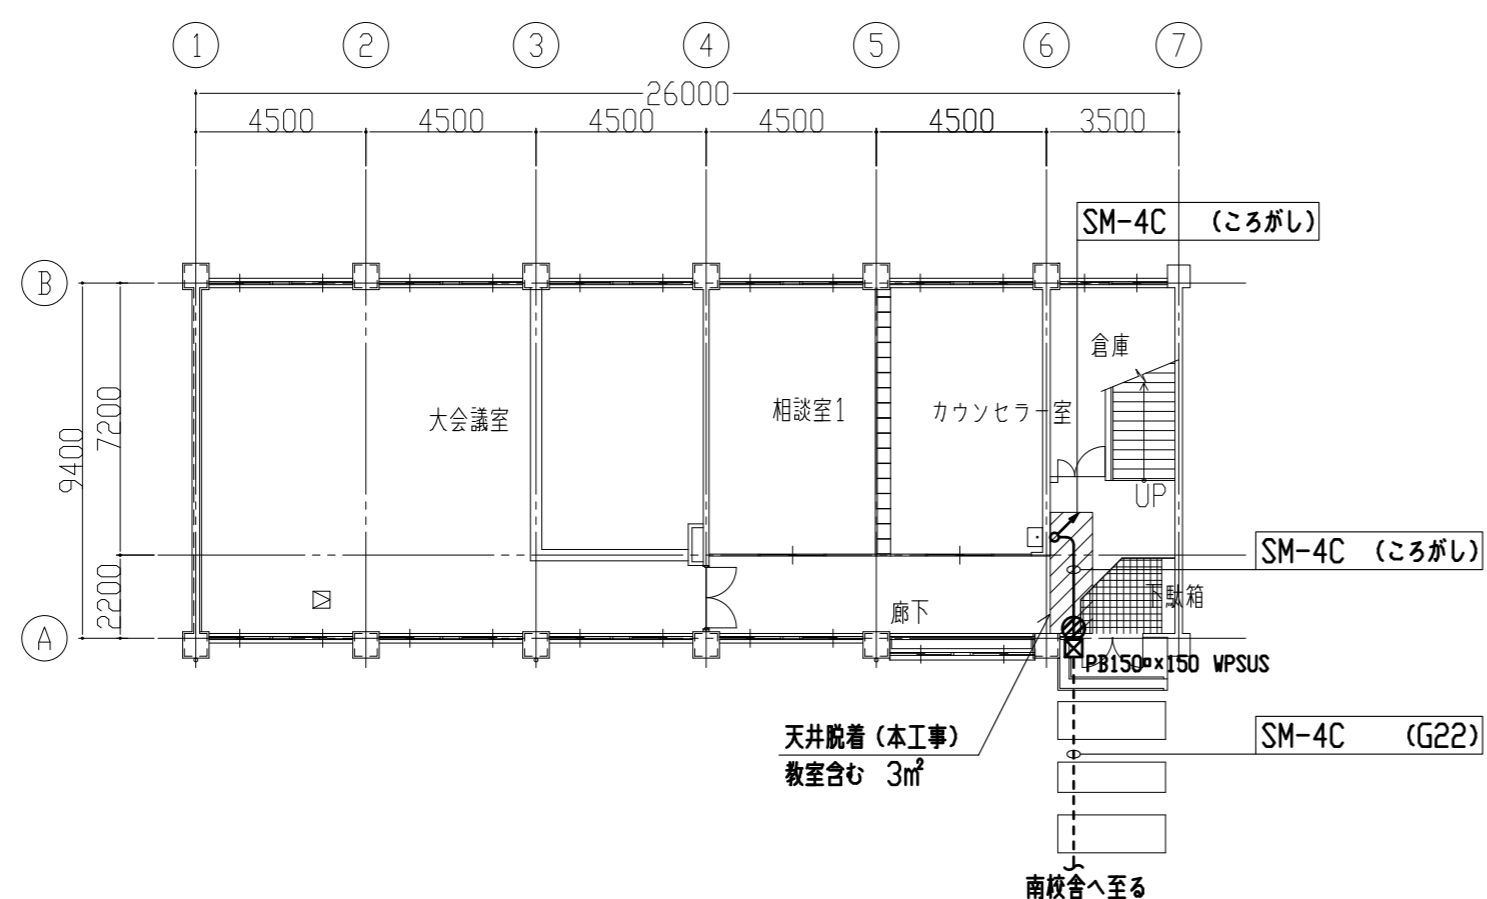 1 2 3 4 5 6 7
26000
4500 4500 4500 4500 4500 3500
SM-4C (ころがし)
B
倉庫
大会議室
相談室1
カウンセラー室
7200
9400
UP
SM-4C (ころがし)
2200
下駄箱
廊下
A
PB150□×150 WPSUS
天井脱着(本工事)
教室含む 3㎡
SM-4C (G22)
南校舎へ至る